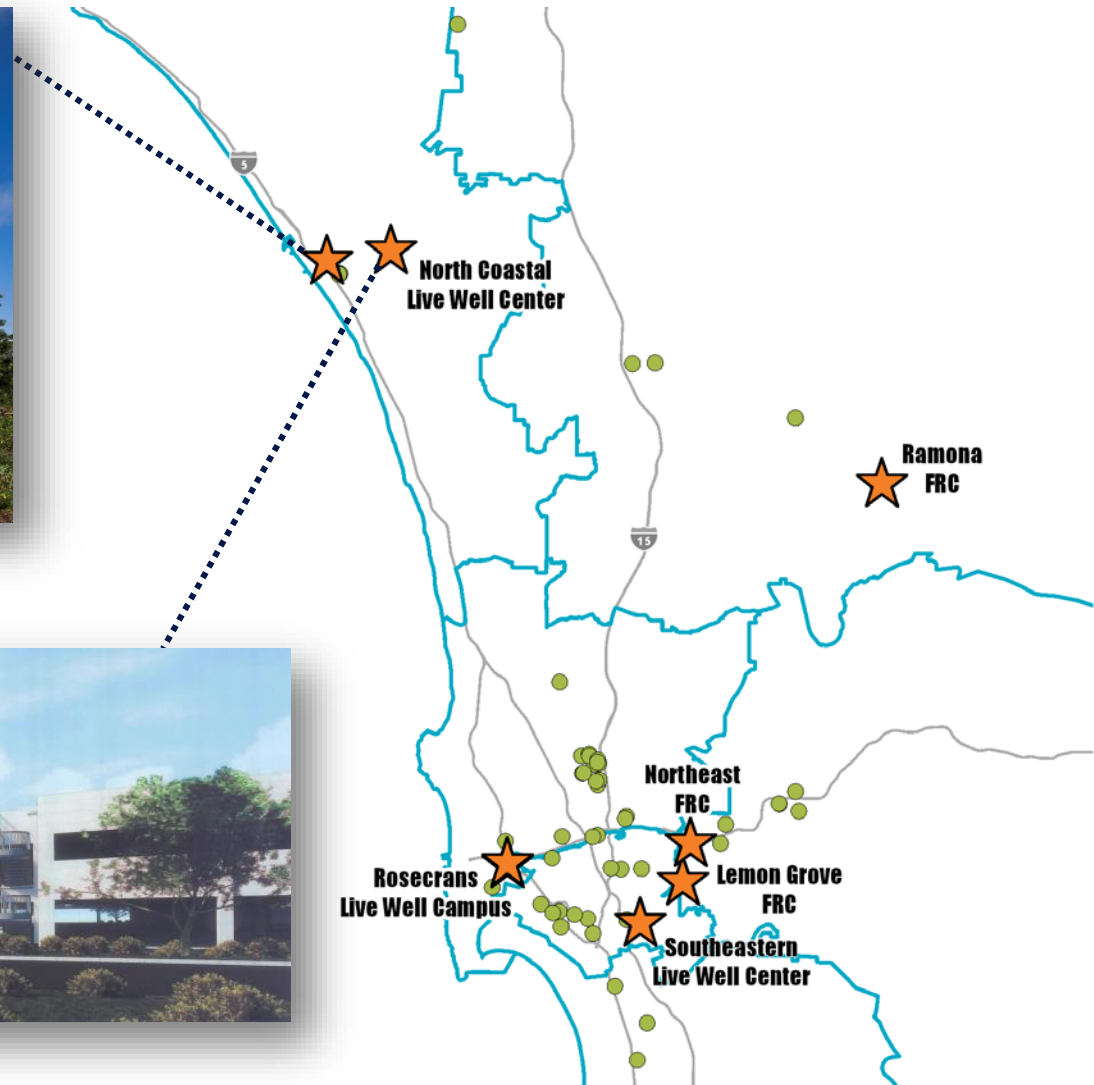 5
North Coastal
Live Well Center
Ramona
FRC
15
Northeast
FRC
Lemon Grove
FRC
Rosecrans
Live Well Campus
Southeastern
Live Well Center